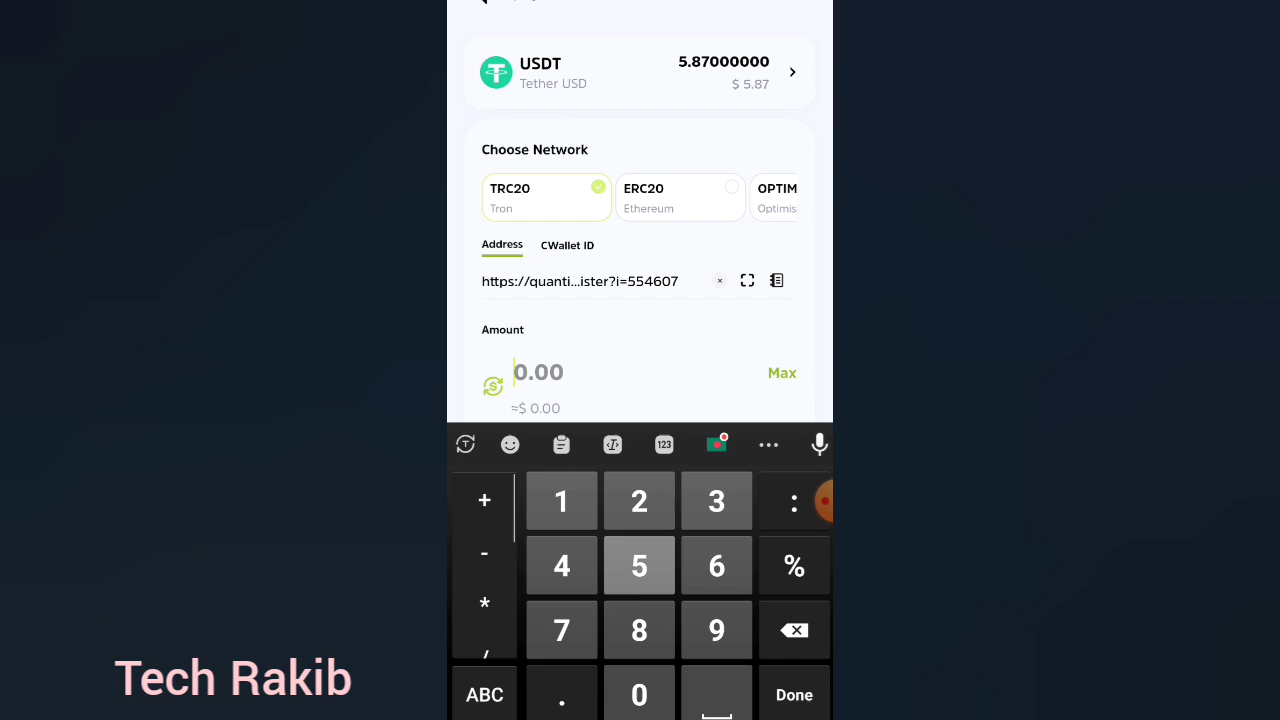 USDT
5.87000000
Tether USD
$ 5.87
Choose Network
TRC20
ERC20
OPTIM
Tron
Ethereum
Optimis
Address
CWallet ID
https://quanti...ister?i=554607
Amount
0.00
Max
≈$ 0.00
123
+ 1 2 3 :
- 4 5 6 %
* 7 8 9
/
ABC . 0 Done
Tech Rakib